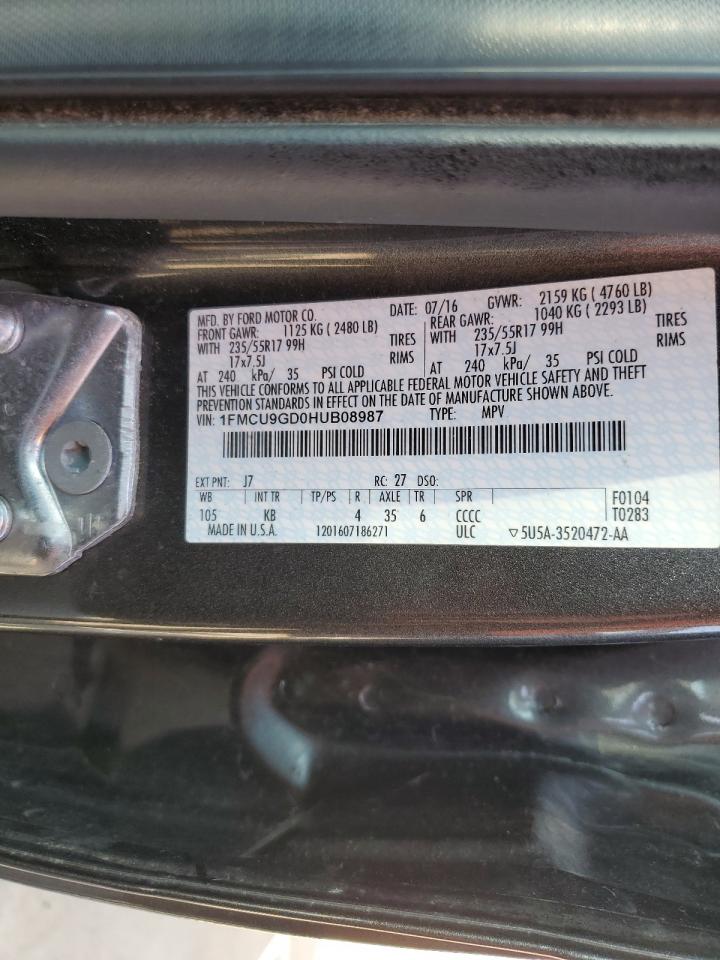 MFD. BY FORD MOTOR CO. DATE: 07/16 GVWR: 2159 KG ( 4760 LB)
FRONT GAWR: 1125 KG ( 2480 LB) REAR GAWR: 1040 KG ( 2293 LB)
WITH 235/55R17 99H TIRES 235/55R17 99H TIRES
17x7.5J RIMS WITH 17x7.5J RIMS
AT 240 kPa/ 35 PSI COLD AT 240 kPa/ 35 PSI COLD
THIS VEHICLE CONFORMS TO ALL APPLICABLE FEDERAL MOTOR VEHICLE SAFETY AND THEFT
PREVENTION STANDARDS IN EFFECT ON THE DATE OF MANUFACTURE SHOWN ABOVE.
VIN: 1FMCU9GD0HUB08987 TYPE: MPV
EXT PNT: J7 RC: 27 DSO:
WB INT TR TP/PS R AXLE TR SPR F0104
105 KB 4 35 6 CCCC T0283
MADE IN U.S.A. 1201607186271 ULC ▽5U5A-3520472-AA